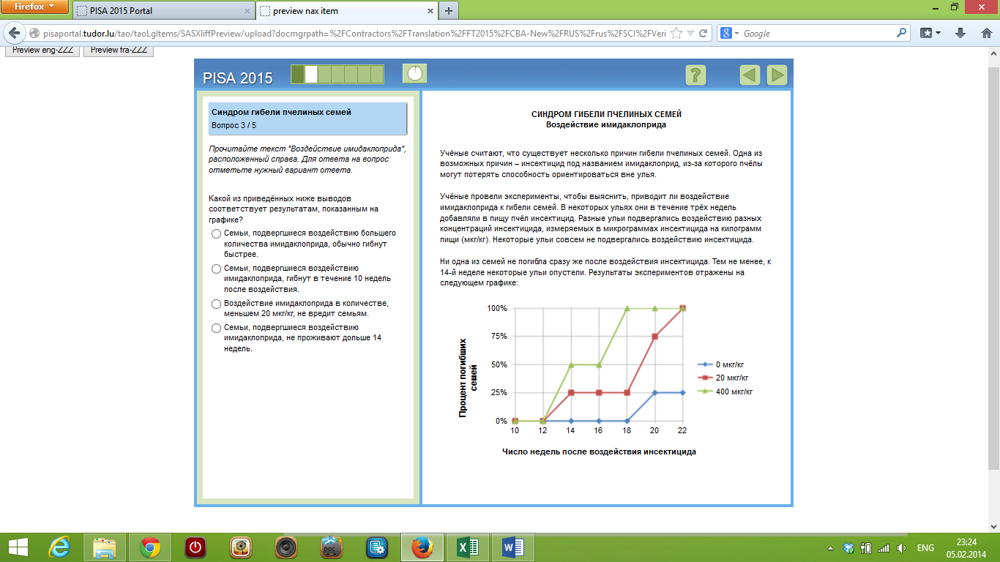 Firefox
PISA 2015 Portal
preview nax item
pisaportal.tudor.lu/tao/taoLgItems/SASXliffPreview/upload?docmgrpath=%2FContractors%2FTranslation%2FFT2015%2FCBA-New%2FRUS%2Frus%2FSCI%2FVeri
Google
Preview eng-ZZZ
Preview fra-ZZZ
PISA 2015
?
Синдром гибели пчелиных семей
Вопрос 3 / 5
Прочитайте текст "Воздействие имидаклоприда",
расположенный справа. Для ответа на вопрос
отметьте нужный вариант ответа.
Какой из приведённых ниже выводов
соответствует результатам, показанным на
графике?
Семьи, подвергшиеся воздействию большего
количества имидаклоприда, обычно гибнут
быстрее.
Семьи, подвергшиеся воздействию
имидаклоприда, гибнут в течение 10 недель
после воздействия.
Воздействие имидаклоприда в количестве,
меньшем 20 мкг/кг, не вредит семьям.
Семьи, подвергшиеся воздействию
имидаклоприда, не проживают дольше 14
недель.
СИНДРОМ ГИБЕЛИ ПЧЕЛИНЫХ СЕМЕЙ
Воздействие имидаклоприда
Учёные считают, что существует несколько причин гибели пчелиных семей. Одна из
возможных причин – инсектицид под названием имидаклоприд, из-за которого пчёлы
могут потерять способность ориентироваться вне улья.
Учёные провели эксперименты, чтобы выяснить, приводит ли воздействие
имидаклоприда к гибели семей. В некоторых ульях они в течение трёх недель
добавляли в пищу пчёл инсектицид. Разные ульи подвергались воздействию разных
концентраций инсектицида, измеряемых в микрограммах инсектицида на килограмм
пищи (мкг/кг). Некоторые ульи совсем не подвергались воздействию инсектицида.
Ни одна из семей не погибла сразу же после воздействия инсектицида. Тем не менее, к
14-й неделе некоторые ульи опустели. Результаты экспериментов отражены на
следующем графике:
100%
75%
50%
25%
0%
Процент погибших
семей
10 12 14 16 18 20 22
Число недель после воздействия инсектицида
0 мкг/кг
20 мкг/кг
400 мкг/кг
DOC
ENG
23:24
05.02.2014